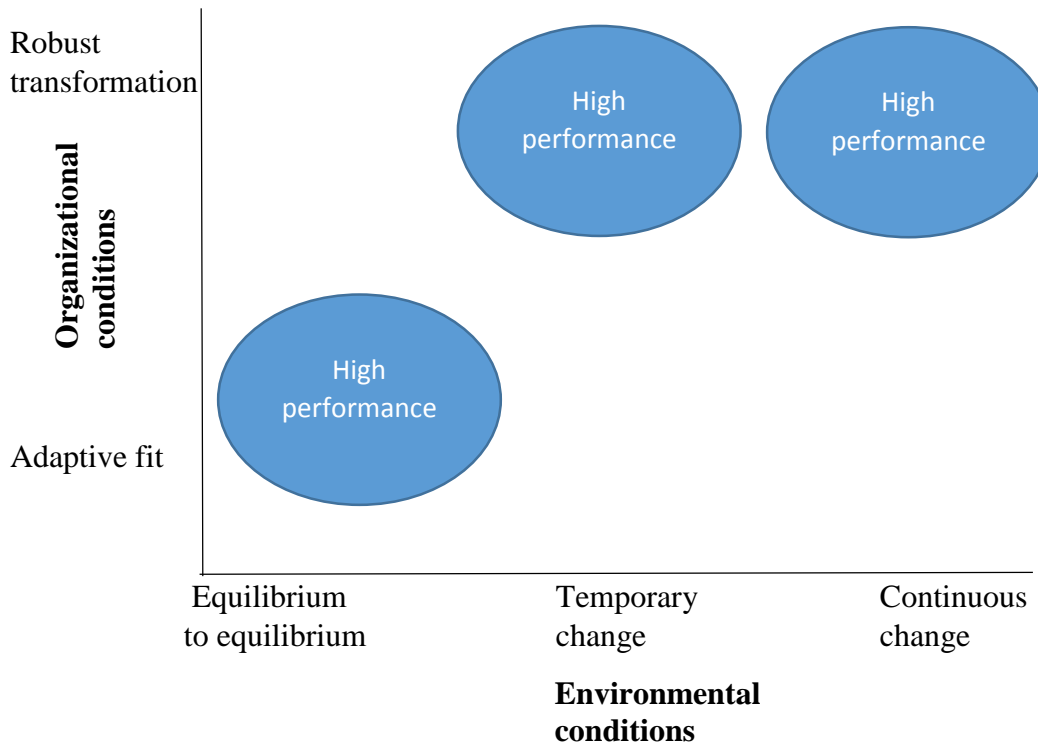 Robust
transformation
Organizational
conditions
Adaptive fit
High
performance
High
performance
High
performance
Equilibrium
to equilibrium
Temporary
change
Continuous
change
Environmental
conditions